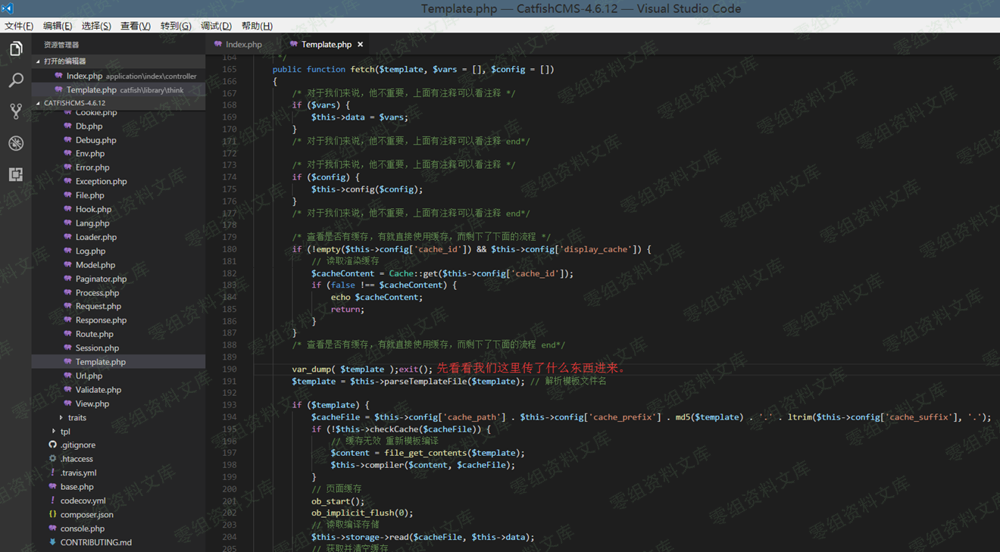 Template.php — CatfishCMS-4.6.12 — Visual Studio Code
文件(F) 编辑(E) 选择(S) 查看(V) 转到(G) 调试(D) 帮助(H)
资源管理器
打开的编辑器
Index.php application\index\controller
Template.php catfish\library\think
CATFISHCMS-4.6.12
Cookie.php
Db.php
Debug.php
Env.php
Error.php
Exception.php
File.php
Hook.php
Lang.php
Loader.php
Log.php
Model.php
Paginator.php
Process.php
Request.php
Response.php
Route.php
Session.php
Template.php
Url.php
Validate.php
View.php
traits
tpl
.gitignore
.htaccess
.travis.yml
base.php
codecov.yml
composer.json
console.php
CONTRIBUTING.md
Index.php Template.php
164 */
165 public function fetch($template, $vars = [], $config = [])
166 {
167 /* 对于我们来说，他不重要，上面有注释可以看注释 */
168 if ($vars) {
169 $this->data = $vars;
170 }
171 /* 对于我们来说，他不重要，上面有注释可以看注释 end*/
172
173 /* 对于我们来说，他不重要，上面有注释可以看注释 */
174 if ($config) {
175 $this->config($config);
176 }
177 /* 对于我们来说，他不重要，上面有注释可以看注释 end*/
178
179 /* 查看是否有缓存，有就直接使用缓存，而剩下了下面的流程 */
180 if (!empty($this->config['cache_id']) && $this->config['display_cache']) {
181 // 读取渲染缓存
182 $cacheContent = Cache::get($this->config['cache_id']);
183 if (false !== $cacheContent) {
184 echo $cacheContent;
185 return;
186 }
187 }
188 /* 查看是否有缓存，有就直接使用缓存，而剩下了下面的流程 end*/
189
190 var_dump( $template );exit(); 先看看我们这里传了什么东西进来。
191 $template = $this->parseTemplateFile($template); // 解析模板文件名
192
193 if ($template) {
194 $cacheFile = $this->config['cache_path'] . $this->config['cache_prefix'] . md5($template) . '.' . ltrim($this->config['cache_suffix'], '.');
195 if (!$this->checkCache($cacheFile)) {
196 // 缓存无效 重新模板编译
197 $content = file_get_contents($template);
198 $this->compiler($content, $cacheFile);
199 }
200 // 页面缓存
201 ob_start();
202 ob_implicit_flush(0);
203 // 读取编译存储
204 $this->storage->read($cacheFile, $this->data);
205 // 获取并清空缓存
零组资料文库